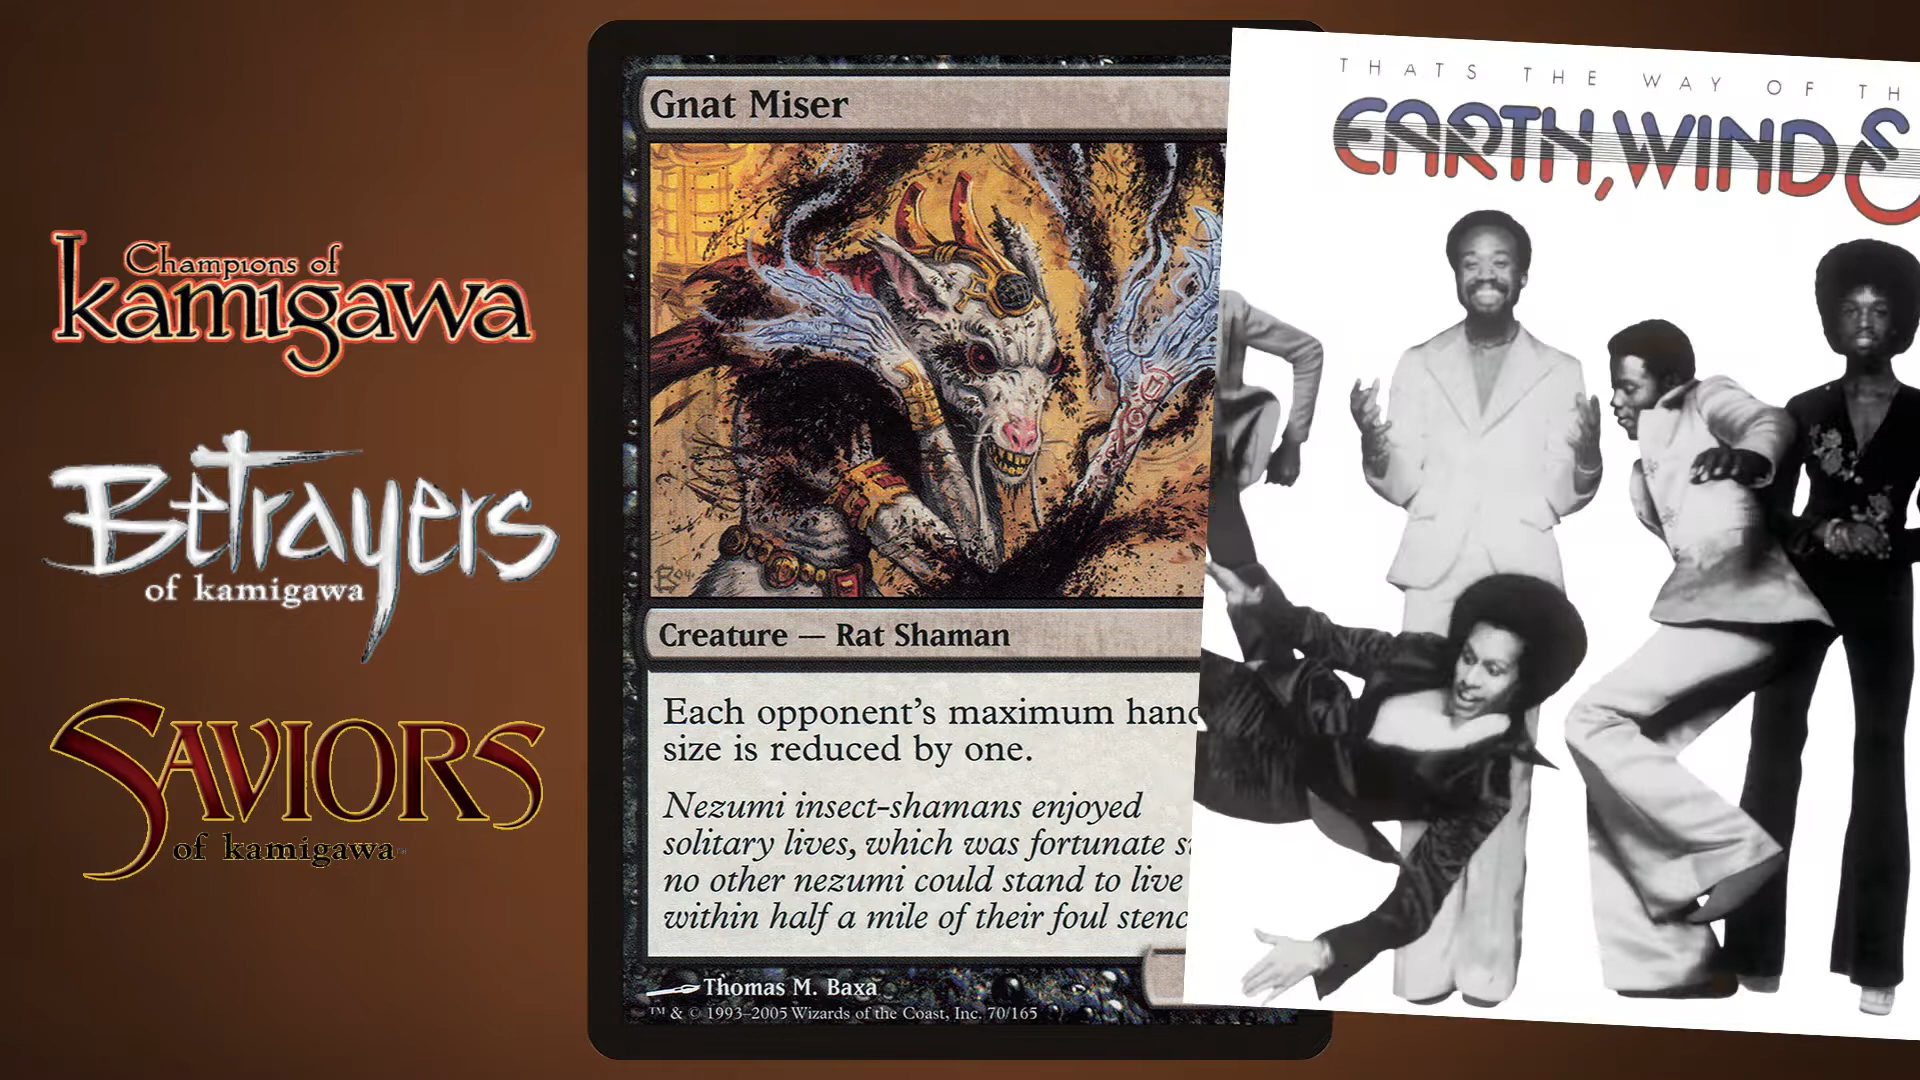 Champions of
kamigawa
Betrayers
of kamigawa
Saviors
of kamigawa
Gnat Miser
Creature — Rat Shaman
Each opponent's maximum hand
size is reduced by one.
Nezumi insect-shamans enjoyed
solitary lives, which was fortunate
no other nezumi could stand to live
within half a mile of their foul stenc
Thomas M. Baxa
™ & © 1993–2005 Wizards of the Coast, Inc. 70/165
THATS THE WAY OF TH
EARTH, WIND &